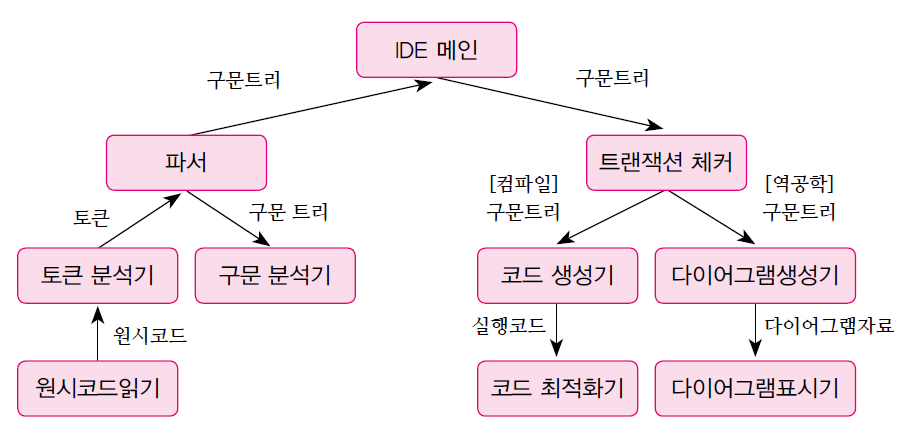 IDE 메인
구문트리
구문트리
파서
트랜잭션 체커
토큰
구문 트리
[컴파일]
구문트리
[역공학]
구문트리
토큰 분석기
구문 분석기
코드 생성기
다이어그램생성기
원시코드
실행코드
다이어그램자료
원시코드읽기
코드 최적화기
다이어그램표시기